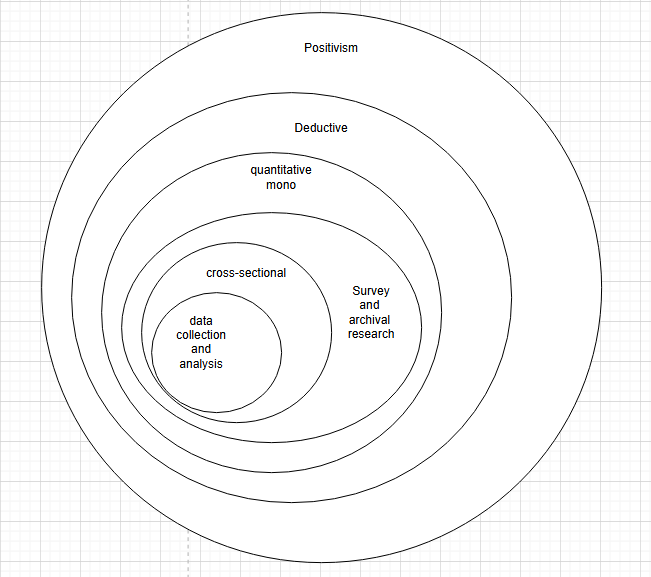 Positivism
Deductive
quantitative
mono
cross-sectional
Survey
and
archival
research
data
collection
and
analysis